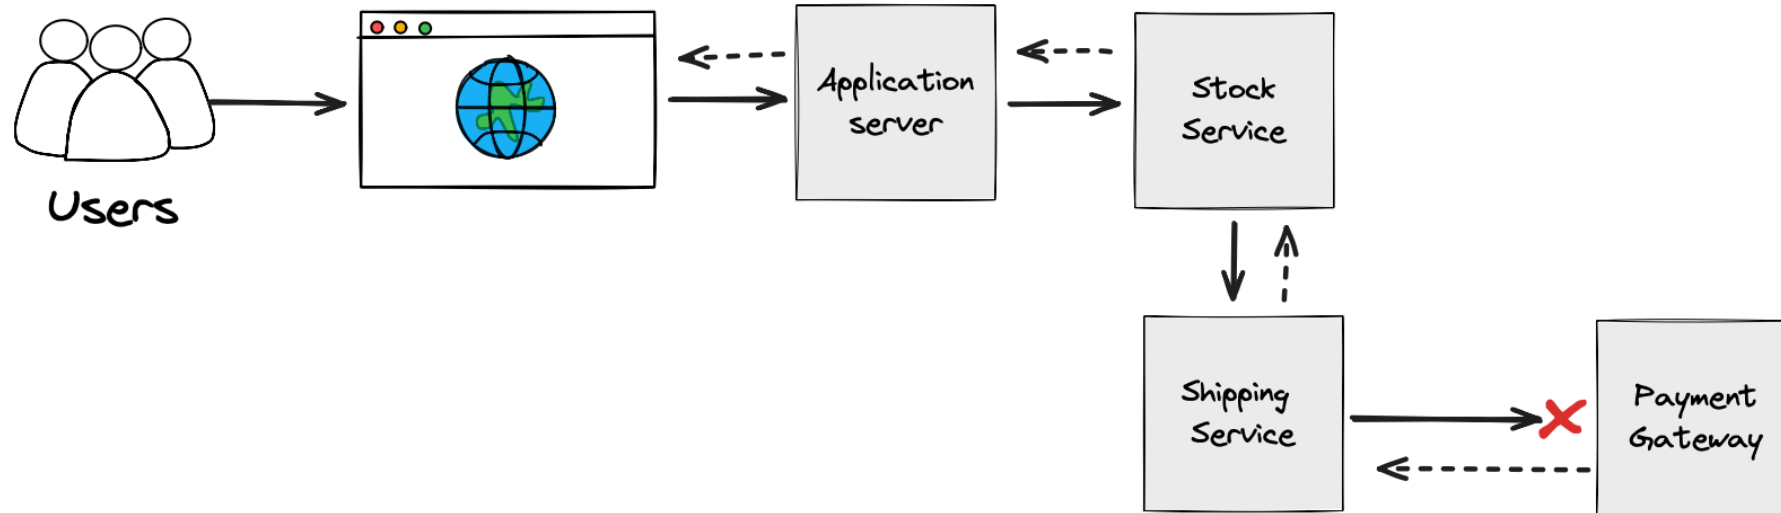 Users
Application
server
Stock
Service
Shipping
Service
Payment
Gateway